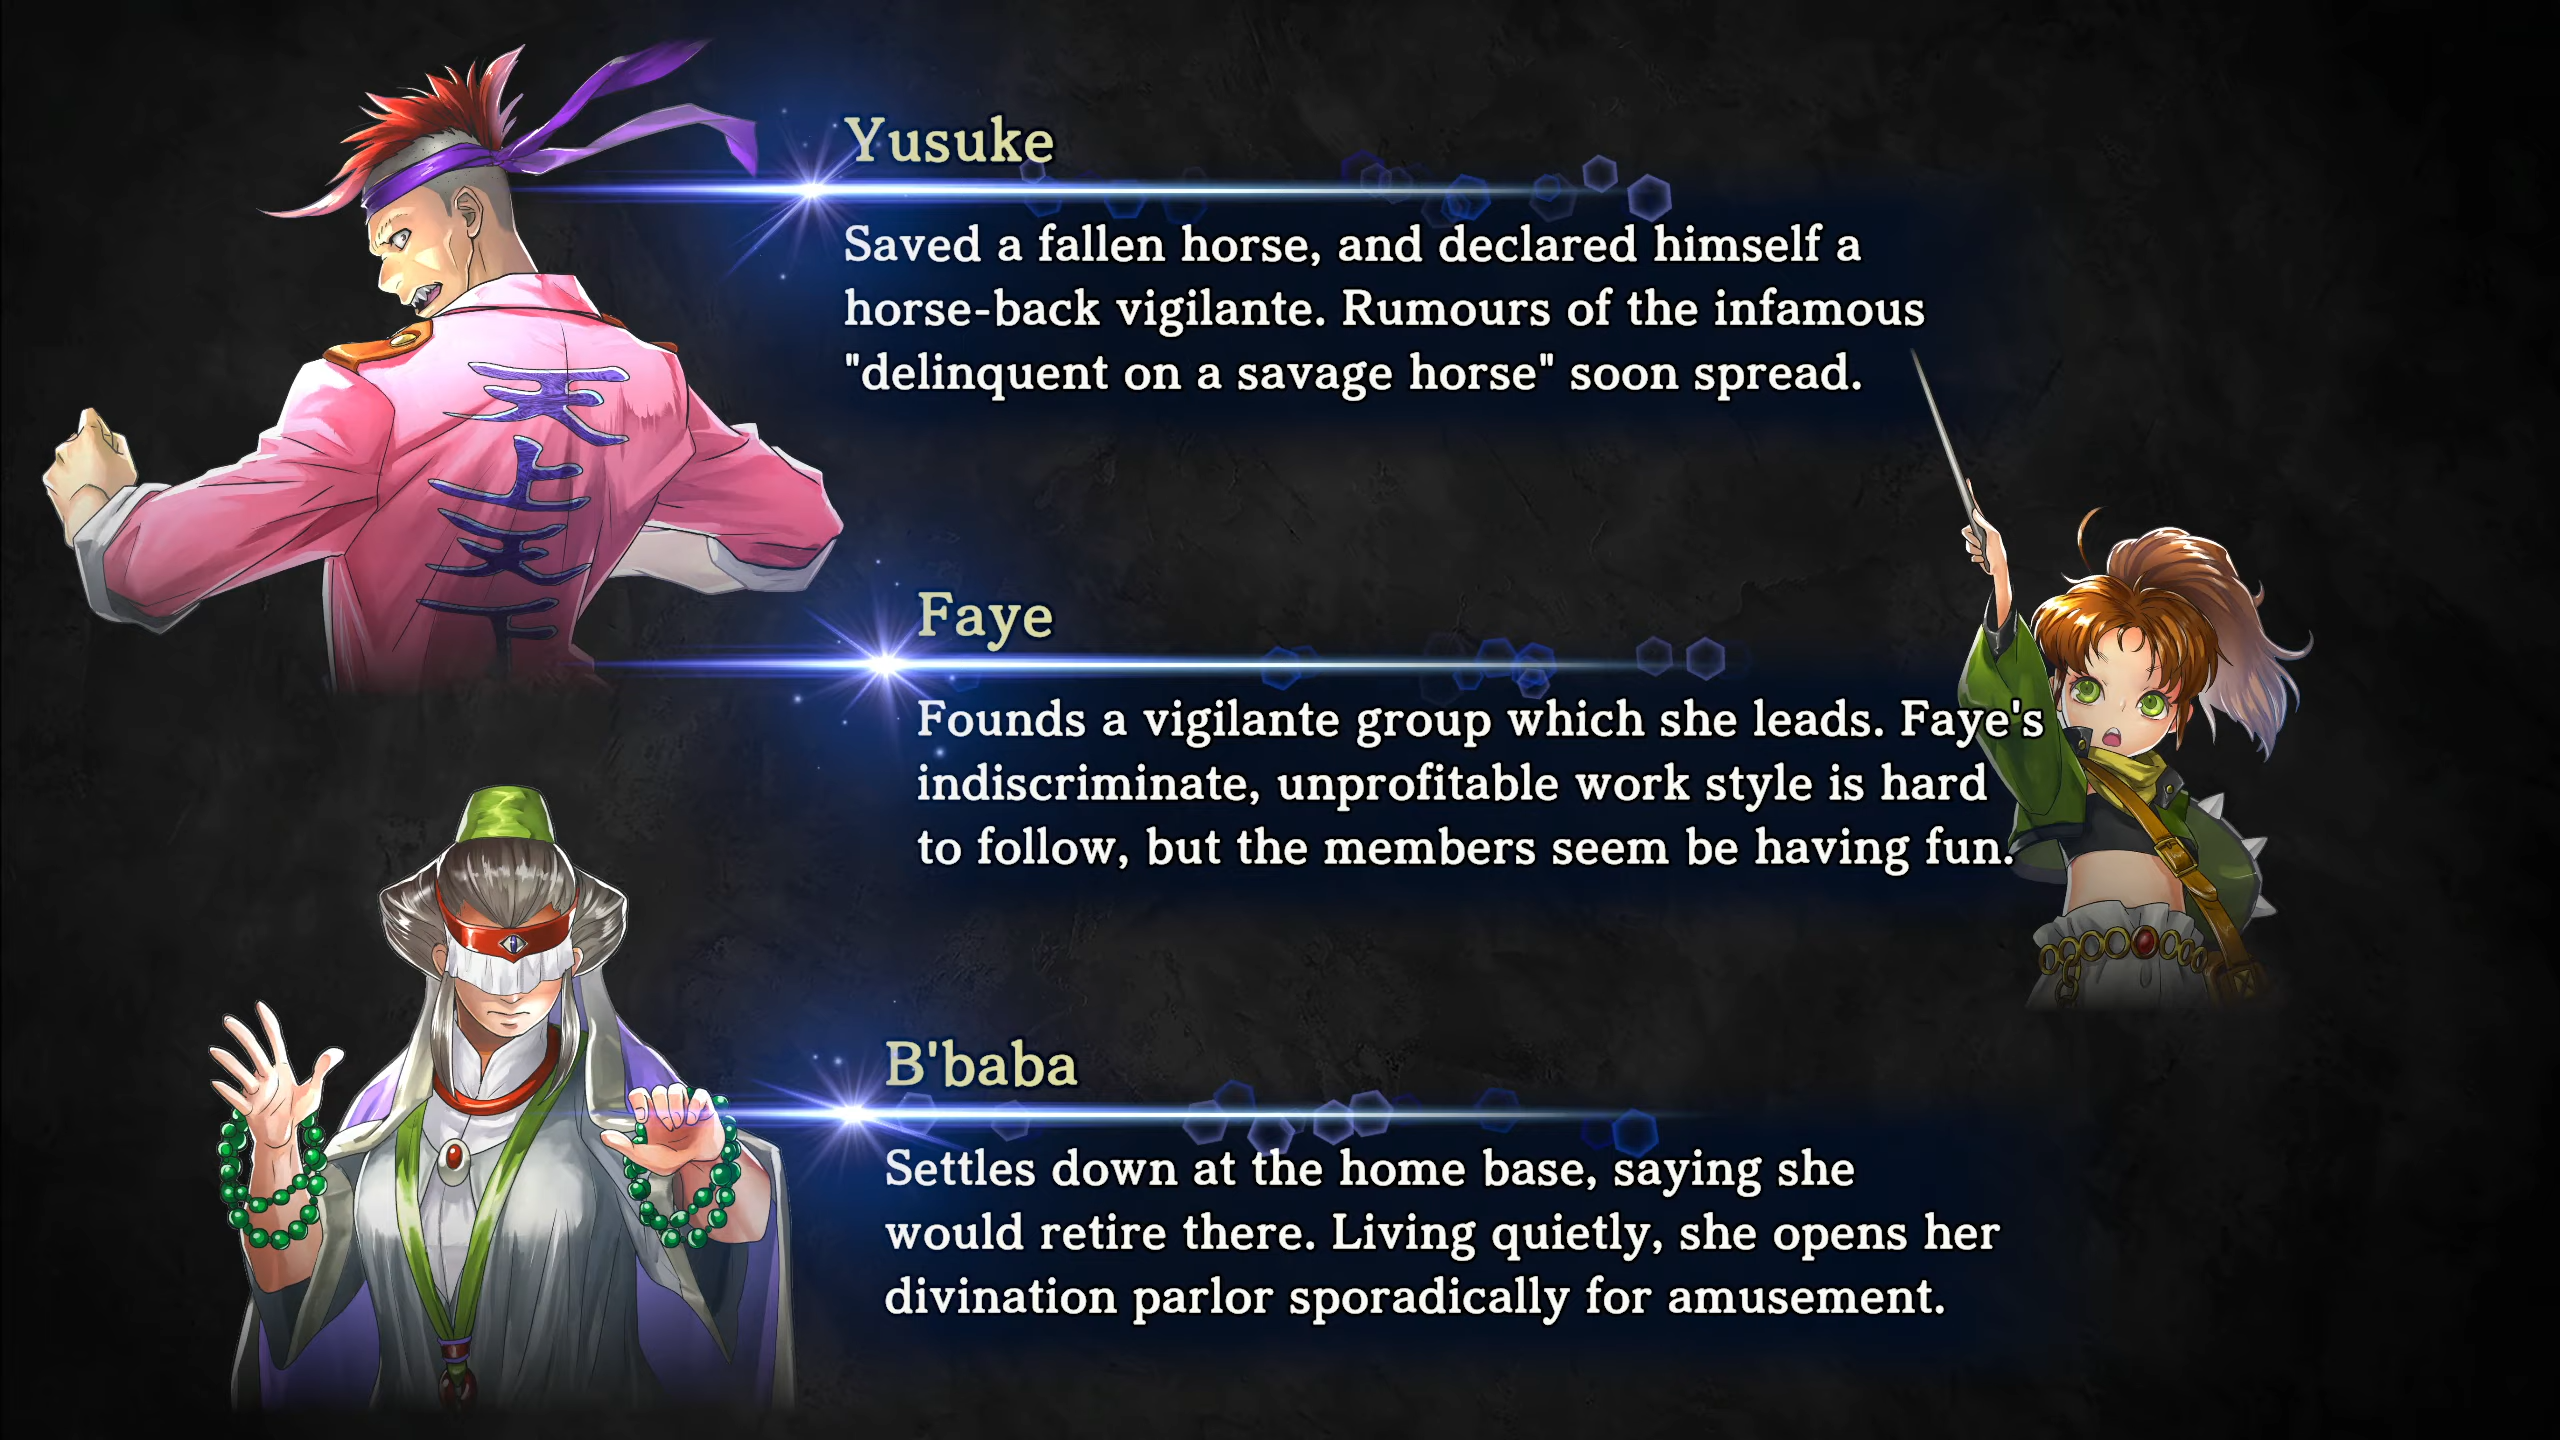 Yusuke
Saved a fallen horse, and declared himself a
horse-back vigilante. Rumours of the infamous
"delinquent on a savage horse" soon spread.
天
上
天
下
Faye
Founds a vigilante group which she leads. Faye's
indiscriminate, unprofitable work style is hard
to follow, but the members seem be having fun.
B'baba
Settles down at the home base, saying she
would retire there. Living quietly, she opens her
divination parlor sporadically for amusement.